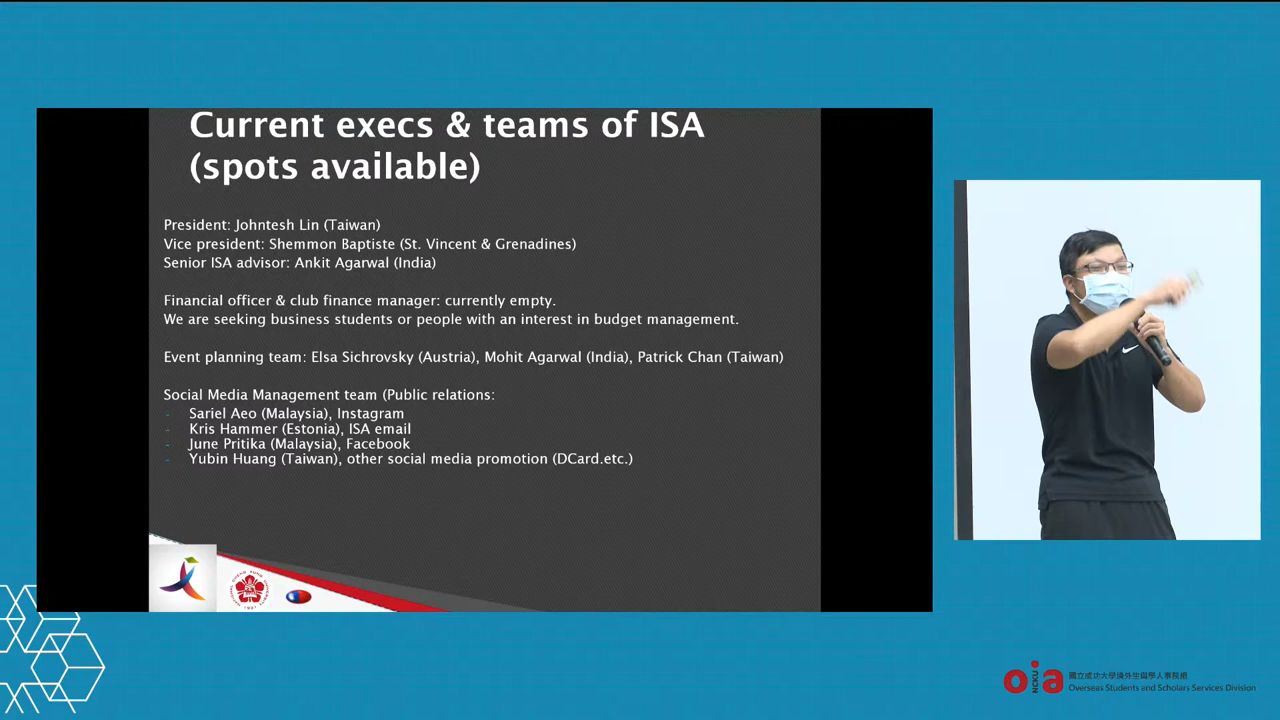 Current execs & teams of ISA
(spots available)
President: Johntesh Lin (Taiwan)
Vice president: Shemmon Baptiste (St. Vincent & Grenadines)
Senior ISA advisor: Ankit Agarwal (India)
Financial officer & club finance manager: currently empty.
We are seeking business students or people with an interest in budget management.
Event planning team: Elsa Sichrovsky (Austria), Mohit Agarwal (India), Patrick Chan (Taiwan)
Social Media Management team (Public relations:
- Sariel Aeo (Malaysia), Instagram
- Kris Hammer (Estonia), ISA email
- June Pritika (Malaysia), Facebook
- Yubin Huang (Taiwan), other social media promotion (DCard.etc.)
NCKU
oia
國立成功大學境外生與學人事務組
Overseas Students and Scholars Services Division